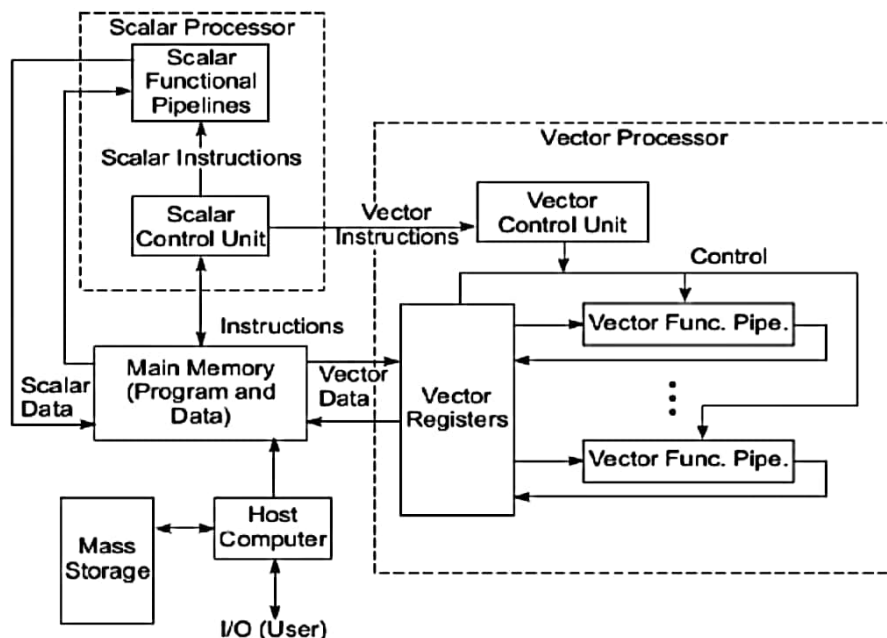 Scalar Processor
Scalar
Functional
Pipelines
Scalar Instructions
Scalar
Control Unit
Vector
Instructions
Vector Processor
Vector
Control Unit
Control
Vector Func. Pipe.
Vector
Registers
Vector Func. Pipe.
Instructions
Main Memory
(Program and
Data)
Scalar
Data
Vector
Data
Mass
Storage
Host
Computer
I/O (User)